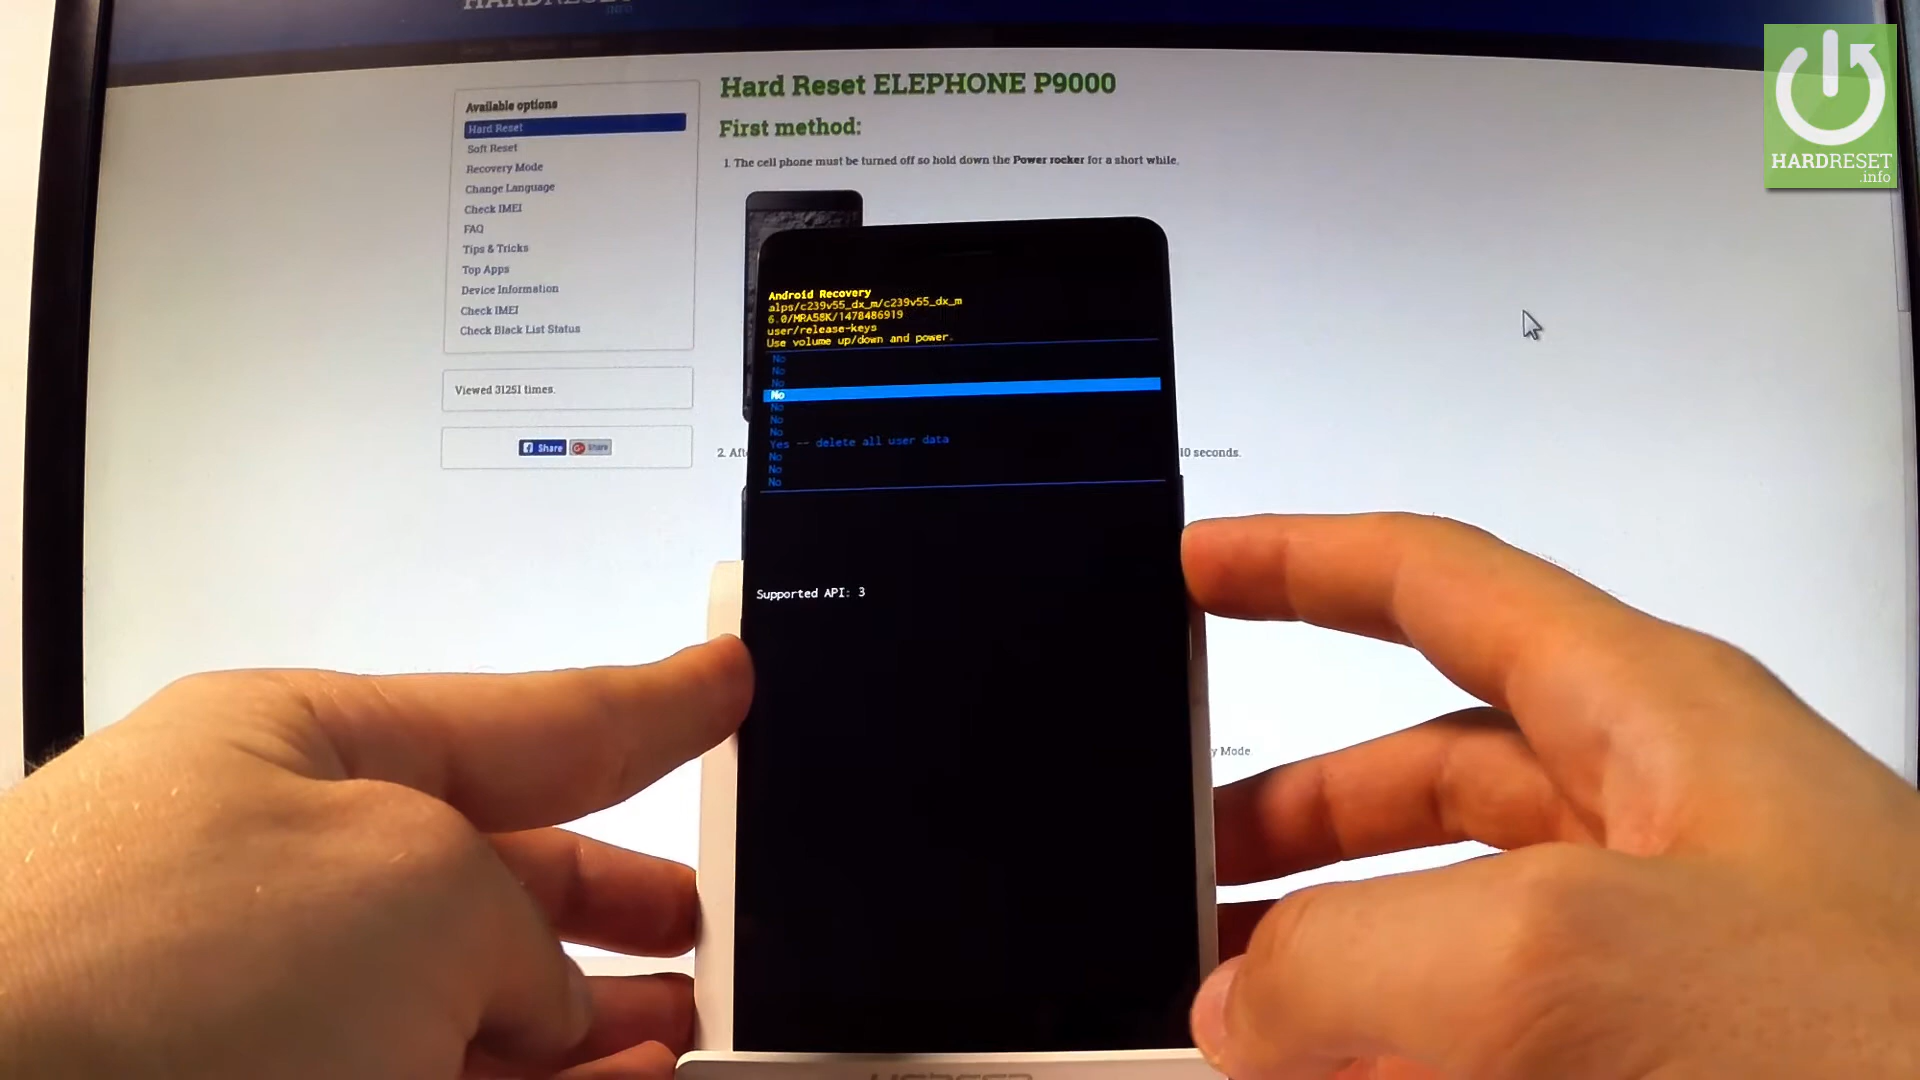 HARDRESET
.info
Hard Reset ELEPHONE P9000
First method:
1. The cell phone must be turned off so hold down the Power rocker for a short while.
Available options
Hard Reset
Soft Reset
Recovery Mode
Change Language
Check IMEI
FAQ
Tips & Tricks
Top Apps
Device Information
Check IMEI
Check Black List Status
Viewed 31251 times.
Share
Share
2. Aft
10 seconds.
y Mode.
Android Recovery
alps/c239v55_dx_m/c239v55_dx_m
6.0/MRA58K/1478486919
user/release-keys
Use volume up/down and power.
No
No
No
No
No
No
No
Yes -- delete all user data
No
No
No
Supported API: 3